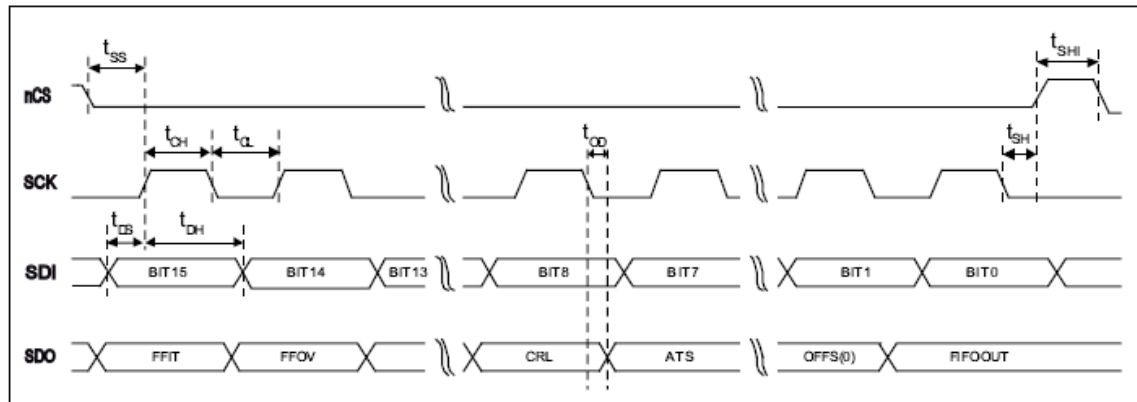 tSS tSHI
nCS
tCH tCL tOD tSH
SCK
tDS tDH
SDI BIT15 BIT14 BIT13 BIT8 BIT7 BIT1 BIT0
SDO FFIT FFOV CRL ATS OFFS(0) FIFOOUT